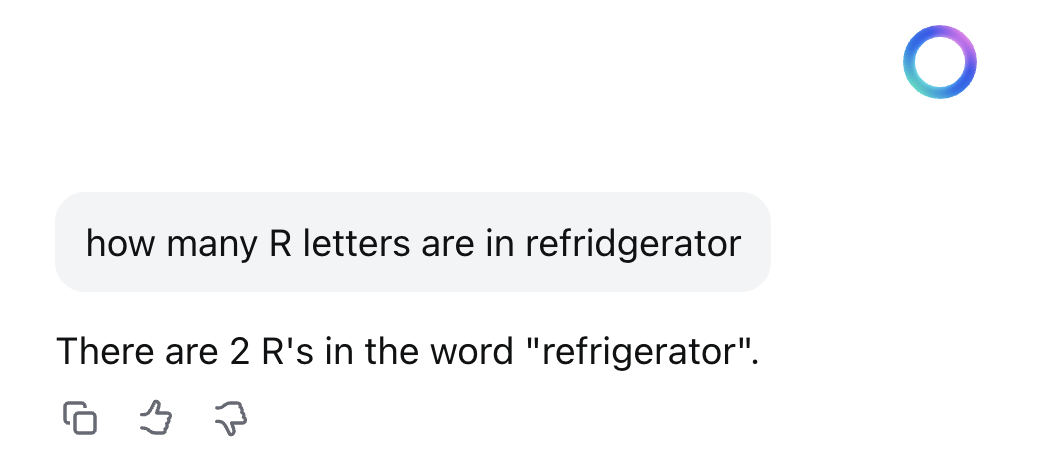 how many R letters are in refridgerator
There are 2 R's in the word "refrigerator".